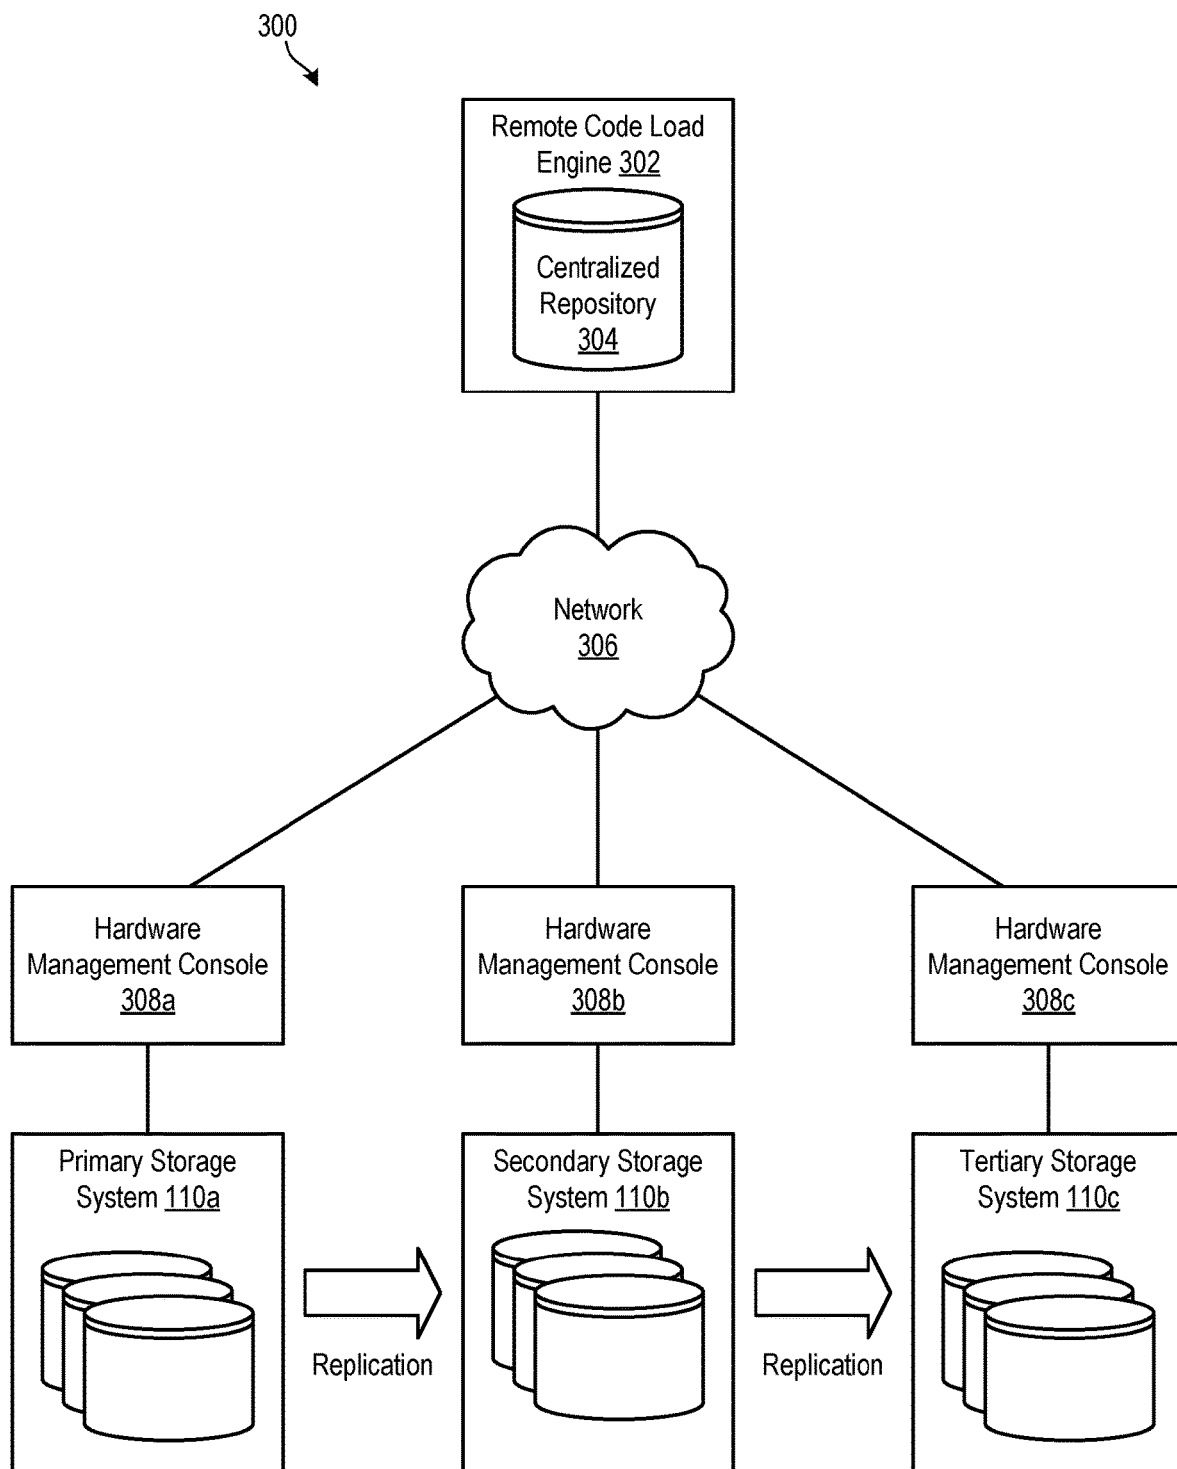 300
Remote Code Load
Engine 302
Centralized
Repository
304
Network
306
Hardware
Management Console
308a
Hardware
Management Console
308b
Hardware
Management Console
308c
Primary Storage
System 110a
Secondary Storage
System 110b
Tertiary Storage
System 110c
Replication
Replication